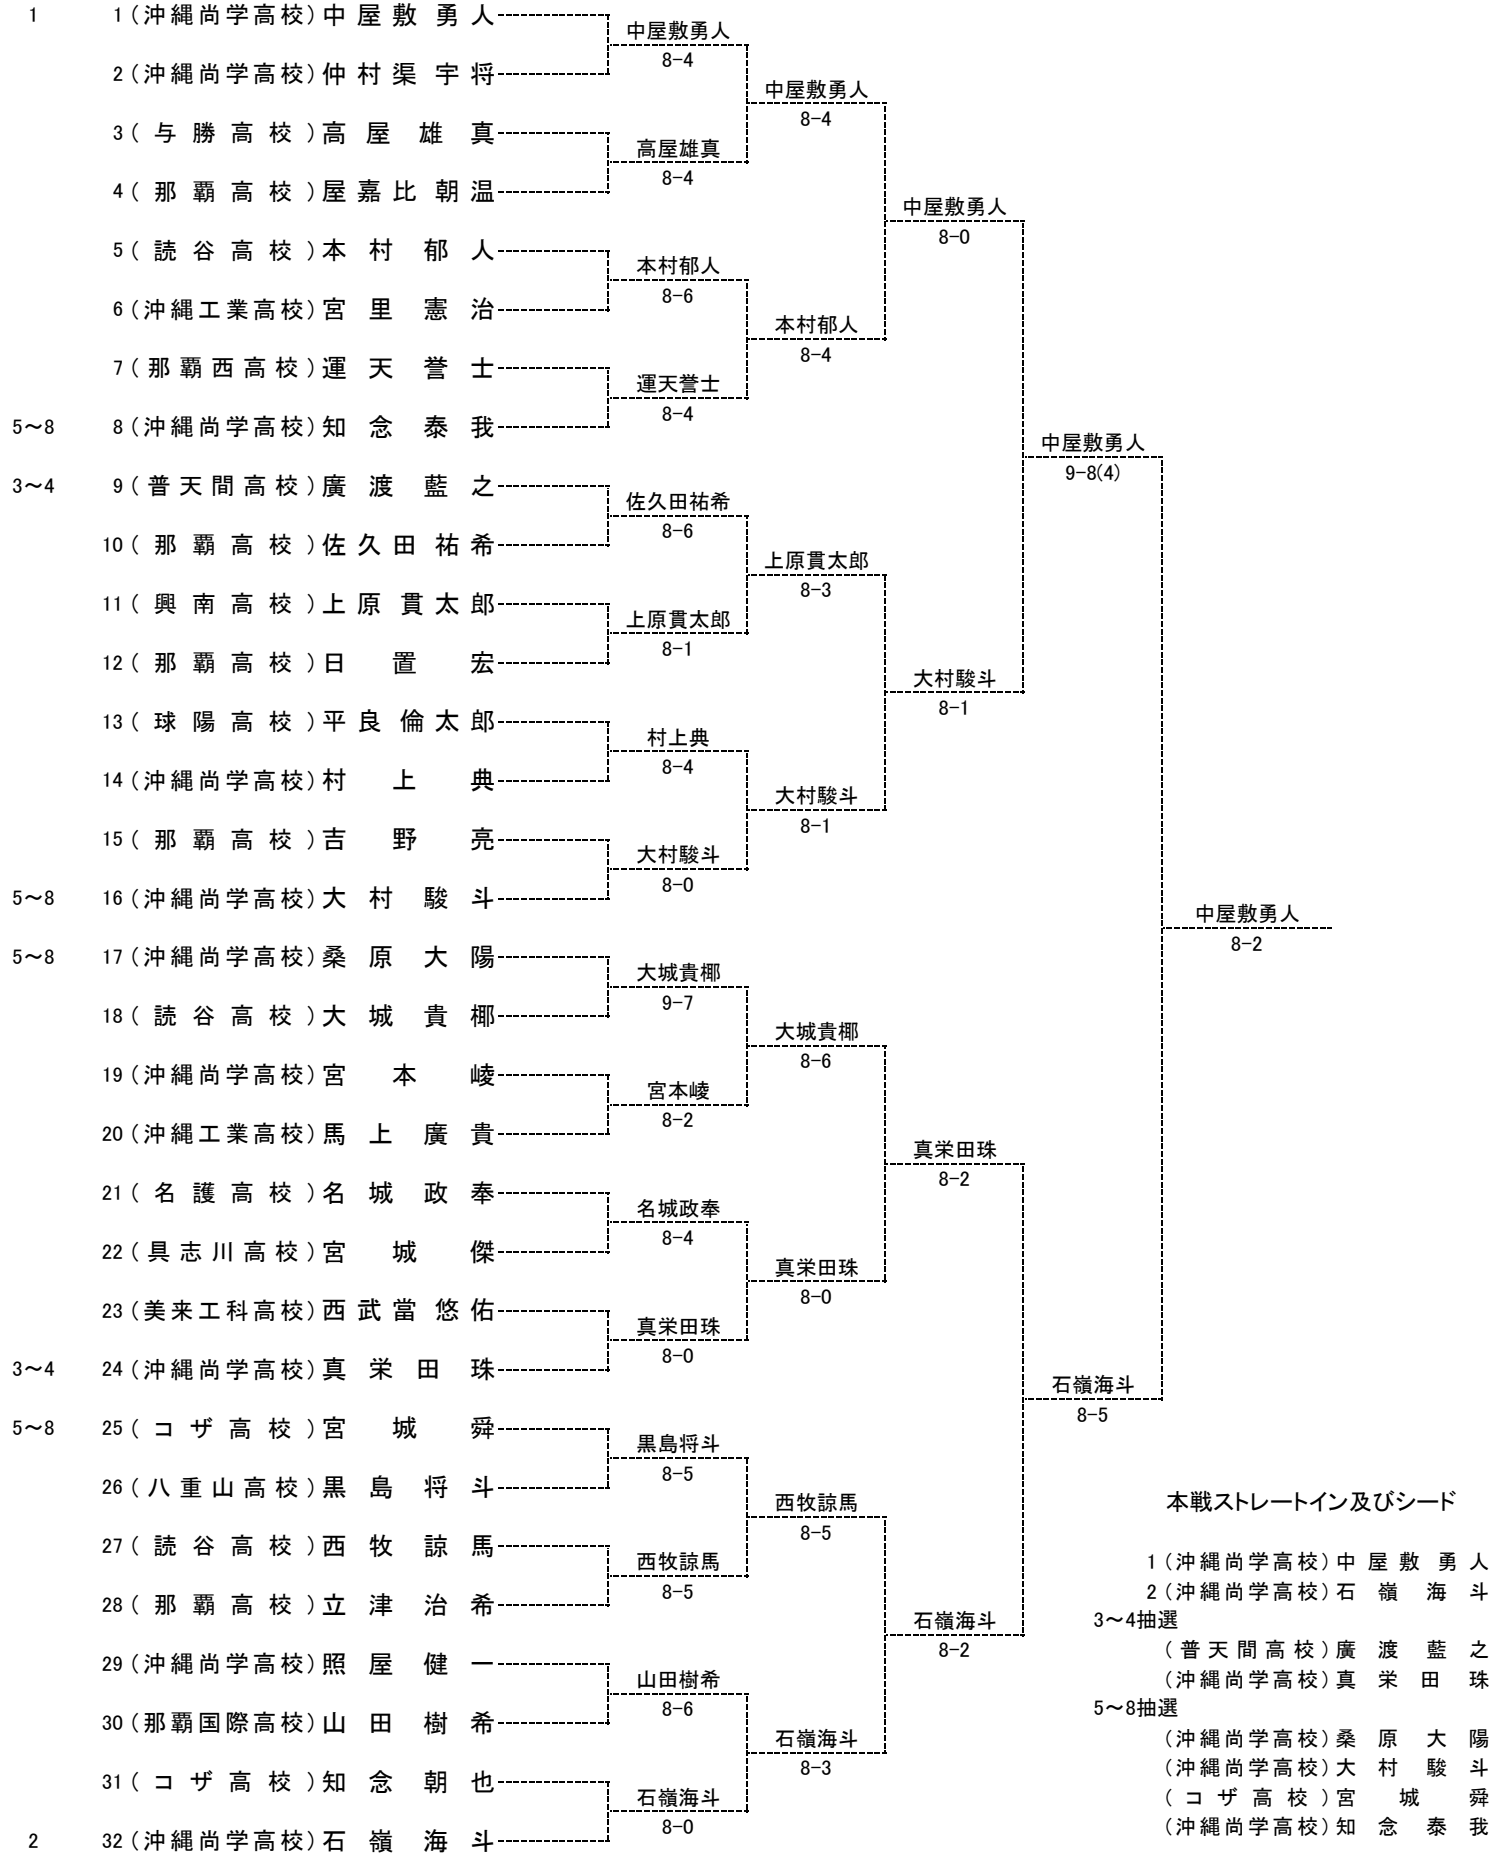 1 1 (沖縄尚学高校) 中屋敷勇人
中屋敷勇人
8-4
2 (沖縄尚学高校) 仲村渠宇将
中屋敷勇人
8-4
3 (与勝高校) 高屋雄真
高屋雄真
8-4
4 (那覇高校) 屋嘉比朝温
中屋敷勇人
8-0
5 (読谷高校) 本村郁人
本村郁人
8-6
6 (沖縄工業高校) 宮里憲治
本村郁人
8-4
7 (那覇西高校) 運天誉士
運天誉士
8-4
5～8 8 (沖縄尚学高校) 知念泰我
中屋敷勇人
9-8(4)
3～4 9 (普天間高校) 廣渡藍之
佐久田祐希
8-6
10 (那覇高校) 佐久田祐希
上原貫太郎
8-3
11 (興南高校) 上原貫太郎
上原貫太郎
8-1
12 (那覇高校) 日置宏
大村駿斗
8-1
13 (球陽高校) 平良倫太郎
村上典
8-4
14 (沖縄尚学高校) 村上典
大村駿斗
8-1
15 (那覇高校) 吉野亮
大村駿斗
8-0
5～8 16 (沖縄尚学高校) 大村駿斗
中屋敷勇人
8-2
5～8 17 (沖縄尚学高校) 桑原大陽
大城貴椰
9-7
18 (読谷高校) 大城貴椰
大城貴椰
8-6
19 (沖縄尚学高校) 宮本崚
宮本崚
8-2
20 (沖縄工業高校) 馬上廣貴
真栄田珠
8-2
21 (名護高校) 名城政奉
名城政奉
8-4
22 (具志川高校) 宮城傑
真栄田珠
8-0
23 (美来工科高校) 西武當悠佑
真栄田珠
8-0
3～4 24 (沖縄尚学高校) 真栄田珠
石嶺海斗
8-5
5～8 25 (コザ高校) 宮城舜
黒島将斗
8-5
26 (八重山高校) 黒島将斗
西牧諒馬
8-5
27 (読谷高校) 西牧諒馬
西牧諒馬
8-5
28 (那覇高校) 立津治希
石嶺海斗
8-2
29 (沖縄尚学高校) 照屋健一
山田樹希
8-6
30 (那覇国際高校) 山田樹希
石嶺海斗
8-3
31 (コザ高校) 知念朝也
石嶺海斗
8-0
2 32 (沖縄尚学高校) 石嶺海斗
本戦ストレートイン及びシード
1 (沖縄尚学高校) 中屋敷勇人
2 (沖縄尚学高校) 石嶺海斗
3～4抽選
(普天間高校) 廣渡藍之
(沖縄尚学高校) 真栄田珠
5～8抽選
(沖縄尚学高校) 桑原大陽
(沖縄尚学高校) 大村駿斗
(コザ高校) 宮城舜
(沖縄尚学高校) 知念泰我